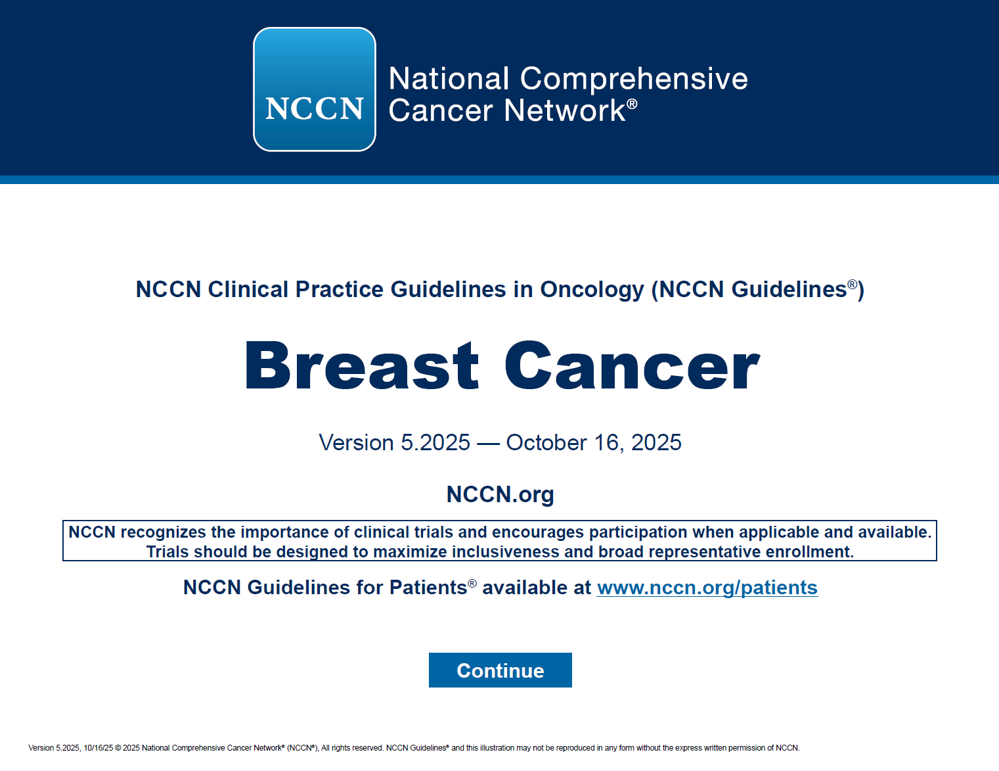 NCCN
National Comprehensive
Cancer Network®
NCCN Clinical Practice Guidelines in Oncology (NCCN Guidelines®)
Breast Cancer
Version 5.2025 — October 16, 2025
NCCN.org
NCCN recognizes the importance of clinical trials and encourages participation when applicable and available.
Trials should be designed to maximize inclusiveness and broad representative enrollment.
NCCN Guidelines for Patients® available at www.nccn.org/patients
Continue
Version 5.2025, 10/16/25 © 2025 National Comprehensive Cancer Network® (NCCN®), All rights reserved. NCCN Guidelines® and this illustration may not be reproduced in any form without the express written permission of NCCN.